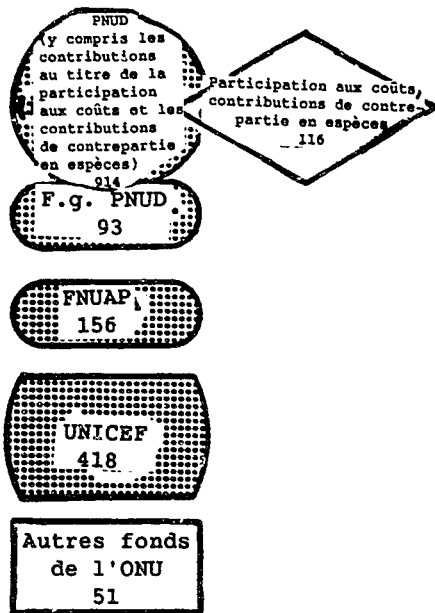 PNUD
(y compris les
contributions
au titre de la
participation
aux coûts et les
contributions
de contrepartie
en espèces)
914
Participation aux coûts,
contributions de contre-
partie en espèces
116
F.g. PNUD
93
FNUAP
156
UNICEF
418
Autres fonds
de l'ONU
51